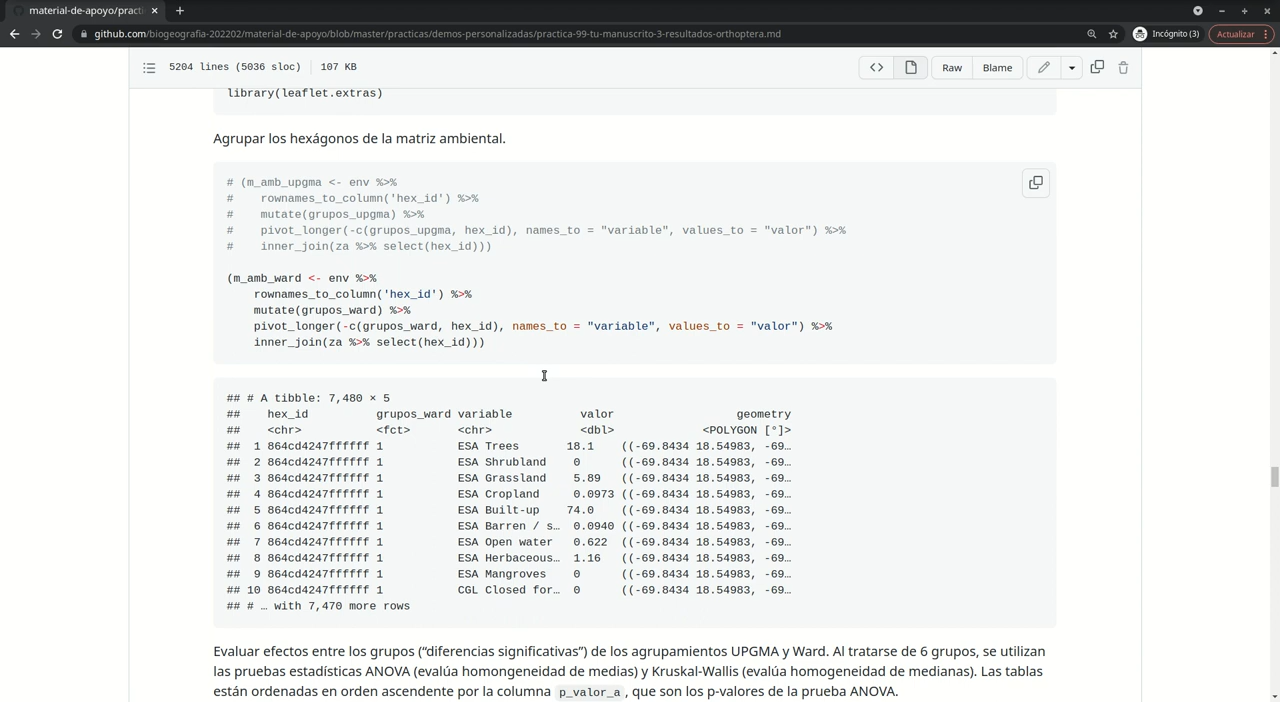 material-de-apoyo/practi
github.com/biogeografia-202202/material-de-apoyo/blob/master/practicas/demos-personalizadas/practica-99-tu-manuscrito-3-resultados-orthoptera.md
Incógnito (3)
Actualizar
5204 lines (5036 sloc)
107 KB
Raw
Blame
library(leaflet.extras)
Agrupar los hexágonos de la matriz ambiental.
# (m_amb_upgma <- env %>%
#    rownames_to_column('hex_id') %>%
#    mutate(grupos_upgma) %>%
#    pivot_longer(-c(grupos_upgma, hex_id), names_to = "variable", values_to = "valor") %>%
#    inner_join(za %>% select(hex_id)))
(m_amb_ward <- env %>%
    rownames_to_column('hex_id') %>%
    mutate(grupos_ward) %>%
    pivot_longer(-c(grupos_ward, hex_id), names_to = "variable", values_to = "valor") %>%
    inner_join(za %>% select(hex_id)))
## # A tibble: 7,480 × 5
##    hex_id          grupos_ward variable          valor                  geometry
##    <chr>           <fct>       <chr>             <dbl>             <POLYGON [°]>
##  1 864cd4247ffffff 1           ESA Trees       18.1    ((-69.8434 18.54983, -69…
##  2 864cd4247ffffff 1           ESA Shrubland    0      ((-69.8434 18.54983, -69…
##  3 864cd4247ffffff 1           ESA Grassland    5.89   ((-69.8434 18.54983, -69…
##  4 864cd4247ffffff 1           ESA Cropland     0.0973 ((-69.8434 18.54983, -69…
##  5 864cd4247ffffff 1           ESA Built-up    74.0    ((-69.8434 18.54983, -69…
##  6 864cd4247ffffff 1           ESA Barren / s…  0.0940 ((-69.8434 18.54983, -69…
##  7 864cd4247ffffff 1           ESA Open water   0.622  ((-69.8434 18.54983, -69…
##  8 864cd4247ffffff 1           ESA Herbaceous…  1.16   ((-69.8434 18.54983, -69…
##  9 864cd4247ffffff 1           ESA Mangroves    0      ((-69.8434 18.54983, -69…
## 10 864cd4247ffffff 1           CGL Closed for…  0      ((-69.8434 18.54983, -69…
## # … with 7,470 more rows
Evaluar efectos entre los grupos (“diferencias significativas”) de los agrupamientos UPGMA y Ward. Al tratarse de 6 grupos, se utilizan
las pruebas estadísticas ANOVA (evalúa homongeneidad de medias) y Kruskal-Wallis (evalúa homogeneidad de medianas). Las tablas
están ordenadas en orden ascendente por la columna p_valor_a, que son los p-valores de la prueba ANOVA.